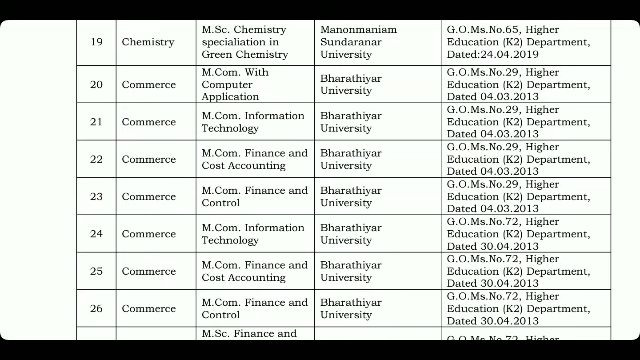 19 Chemistry M.Sc. Chemistry specialiation in Green Chemistry Manonmaniam Sundaranar University G.O.Ms.No.65, Higher Education (K2) Department, Dated:24.04.2019
20 Commerce M.Com. With Computer Application Bharathiyar University G.O.Ms.No.29, Higher Education (K2) Department, Dated 04.03.2013
21 Commerce M.Com. Information Technology Bharathiyar University G.O.Ms.No.29, Higher Education (K2) Department, Dated 04.03.2013
22 Commerce M.Com. Finance and Cost Accounting Bharathiyar University G.O.Ms.No.29, Higher Education (K2) Department, Dated 04.03.2013
23 Commerce M.Com. Finance and Control Bharathiyar University G.O.Ms.No.29, Higher Education (K2) Department, Dated 04.03.2013
24 Commerce M.Com. Information Technology Bharathiyar University G.O.Ms.No.72, Higher Education (K2) Department, Dated 30.04.2013
25 Commerce M.Com. Finance and Cost Accounting Bharathiyar University G.O.Ms.No.72, Higher Education (K2) Department, Dated 30.04.2013
26 Commerce M.Com. Finance and Control Bharathiyar University G.O.Ms.No.72, Higher Education (K2) Department, Dated 30.04.2013
M.Sc. Finance and G.O.Ms.No.72, Higher